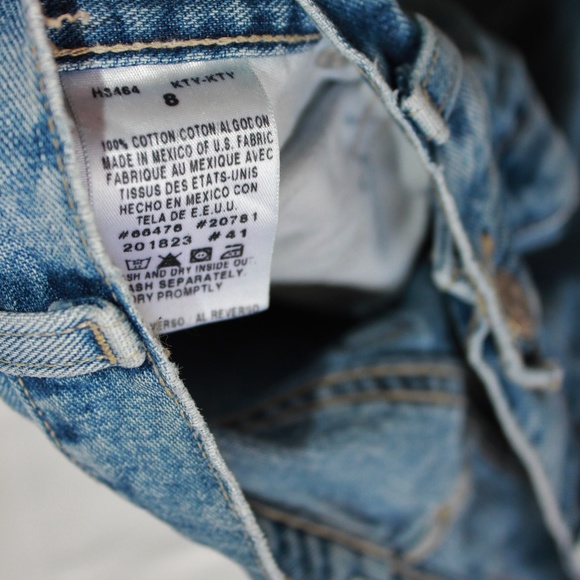 H3464 KTY-KTY
8
100% COTTON/COTON ALGODON
MADE IN MEXICO OF U.S. FABRIC
FABRIQUE AU MEXIQUE AVEC
TISSUS DES ETATS-UNIS
HECHO EN MEXICO CON
TELA DE E.E.U.U.
#66476 #20781
201823 #41
SH AND DRY INSIDE OU
ASH SEPARATELY.
DRY PROMPTLY
VERSO AL REVERSO